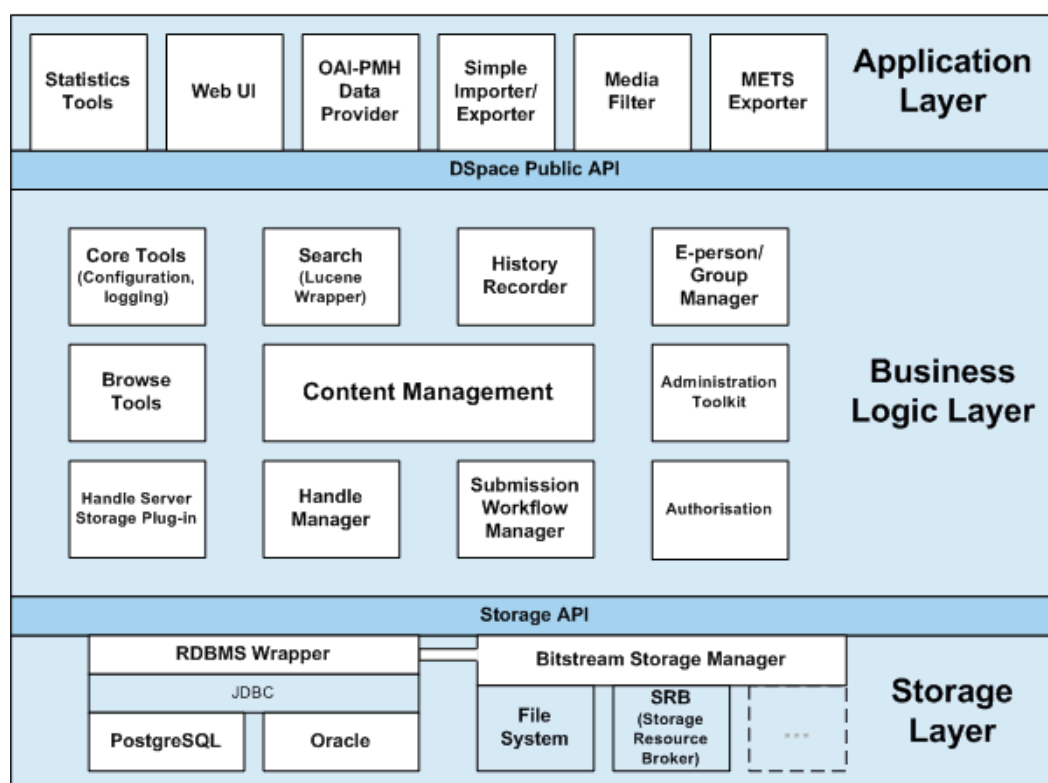 Statistics
Tools
Web UI
OAI-PMH
Data
Provider
Simple
Importer/
Exporter
Media
Filter
METS
Exporter
Application
Layer
DSpace Public API
Core Tools
(Configuration,
logging)
Search
(Lucene
Wrapper)
History
Recorder
E-person/
Group
Manager
Browse
Tools
Content Management
Administration
Toolkit
Business
Logic Layer
Handle Server
Storage Plug-in
Handle
Manager
Submission
Workflow
Manager
Authorisation
Storage API
RDBMS Wrapper
JDBC
PostgreSQL
Oracle
Bitstream Storage Manager
File
System
SRB
(Storage
Resource
Broker)
...
Storage
Layer